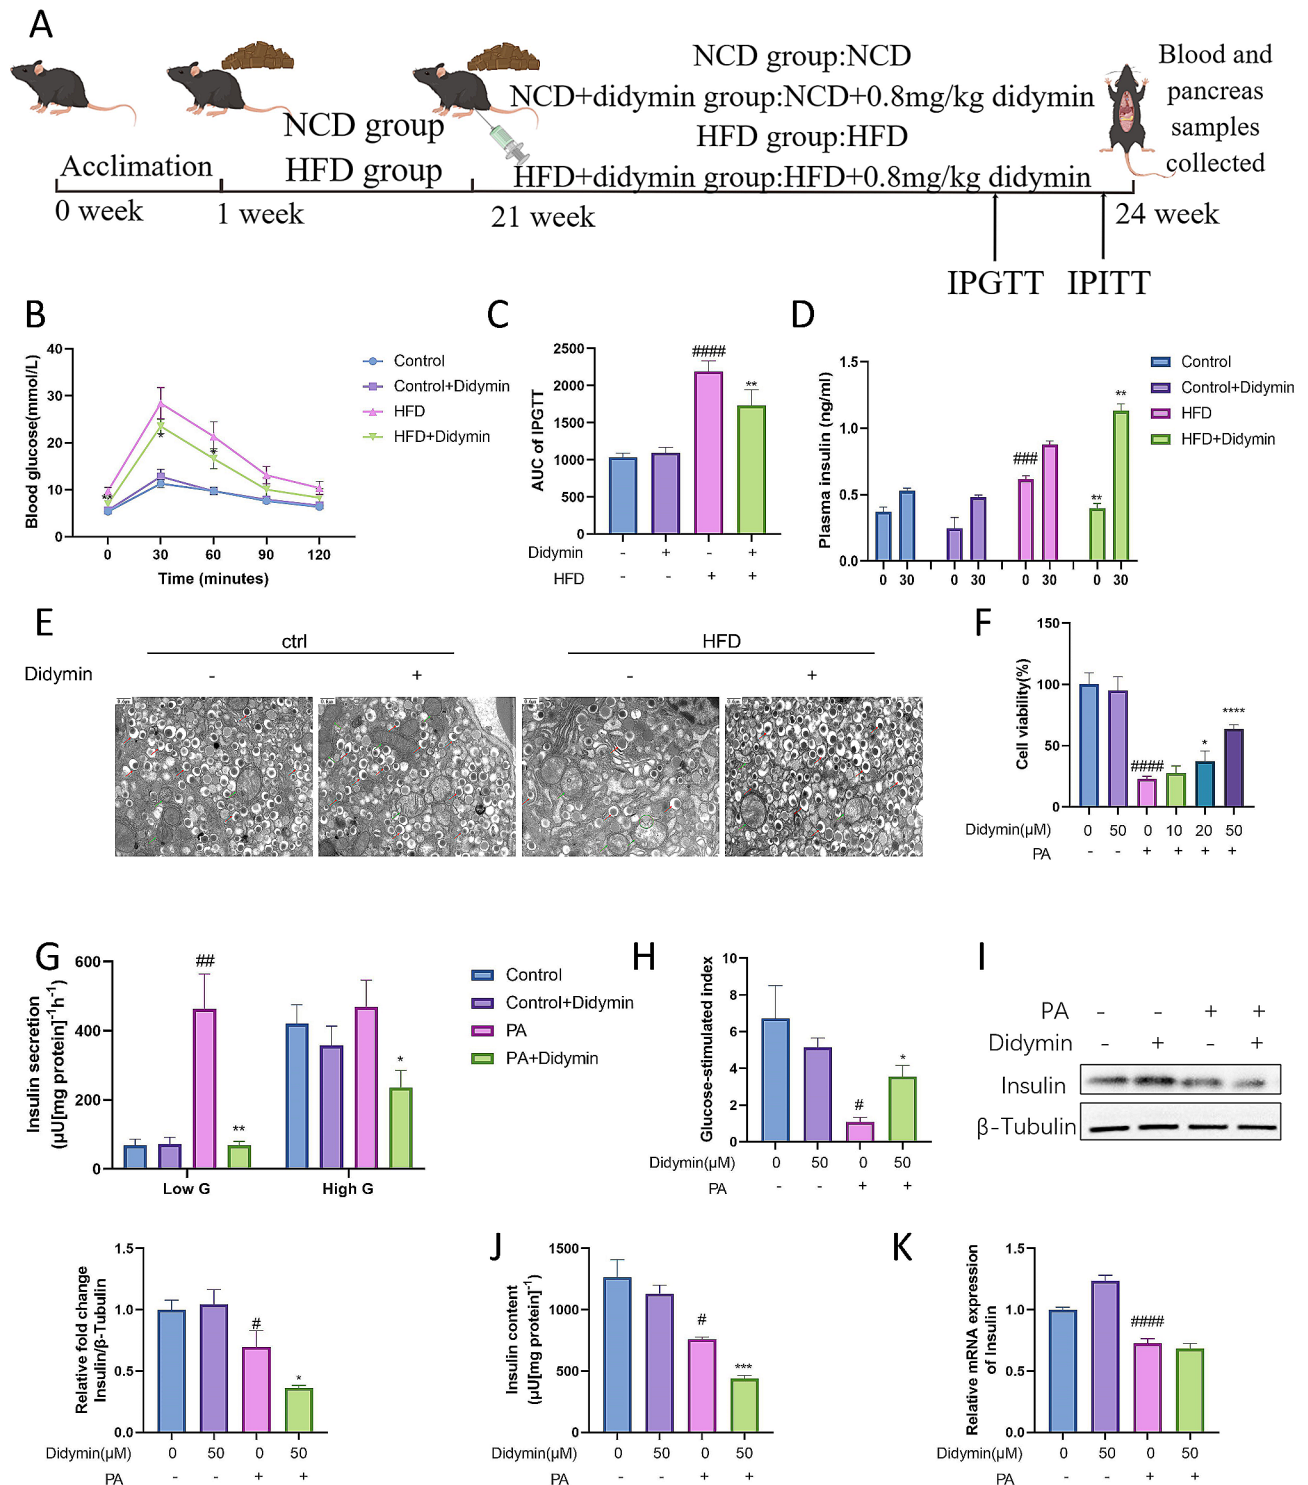 A
NCD group:NCD
NCD+didymin group:NCD+0.8mg/kg didymin
HFD group:HFD
HFD+didymin group:HFD+0.8mg/kg didymin
Blood and
pancreas
samples
collected
NCD group
HFD group
Acclimation
0 week
1 week
21 week
24 week
IPGTT
IPITT
B
Blood glucose(mmol/L)
40
30
20
10
0
**
*
*
0
30
60
90
120
Time (minutes)
Control
Control+Didymin
HFD
HFD+Didymin
C
AUC of IPGTT
2500
2000
1500
1000
500
0
####
**
Didymin - + - +
HFD - - + +
D
Plasma insulin (ng/ml)
1.5
1.0
0.5
0.0
###
**
**
0 30 0 30 0 30 0 30
Control
Control+Didymin
HFD
HFD+Didymin
E
ctrl
HFD
Didymin - + - +
F
Cell viability(%)
150
100
50
0
####
*
****
Didymin(μM) 0 50 0 10 20 50
PA - - + + + +
G
Insulin secretion
(μU[mg protein]⁻¹h⁻¹)
600
400
200
0
##
**
*
Low G
High G
Control
Control+Didymin
PA
PA+Didymin
H
Glucose-stimulated index
10
8
6
4
2
0
#
*
Didymin(μM) 0 50 0 50
PA - - + +
I
PA - - + +
Didymin - + - +
Insulin
β-Tubulin
Relative fold change
Insulin/β-Tubulin
1.5
1.0
0.5
0.0
#
*
Didymin(μM) 0 50 0 50
PA - - + +
J
Insulin content
(μU[mg protein]⁻¹)
1500
1000
500
0
#
***
Didymin(μM) 0 50 0 50
PA - - + +
K
Relative mRNA expression
of Insulin
1.5
1.0
0.5
0.0
####
Didymin(μM) 0 50 0 50
PA - - + +